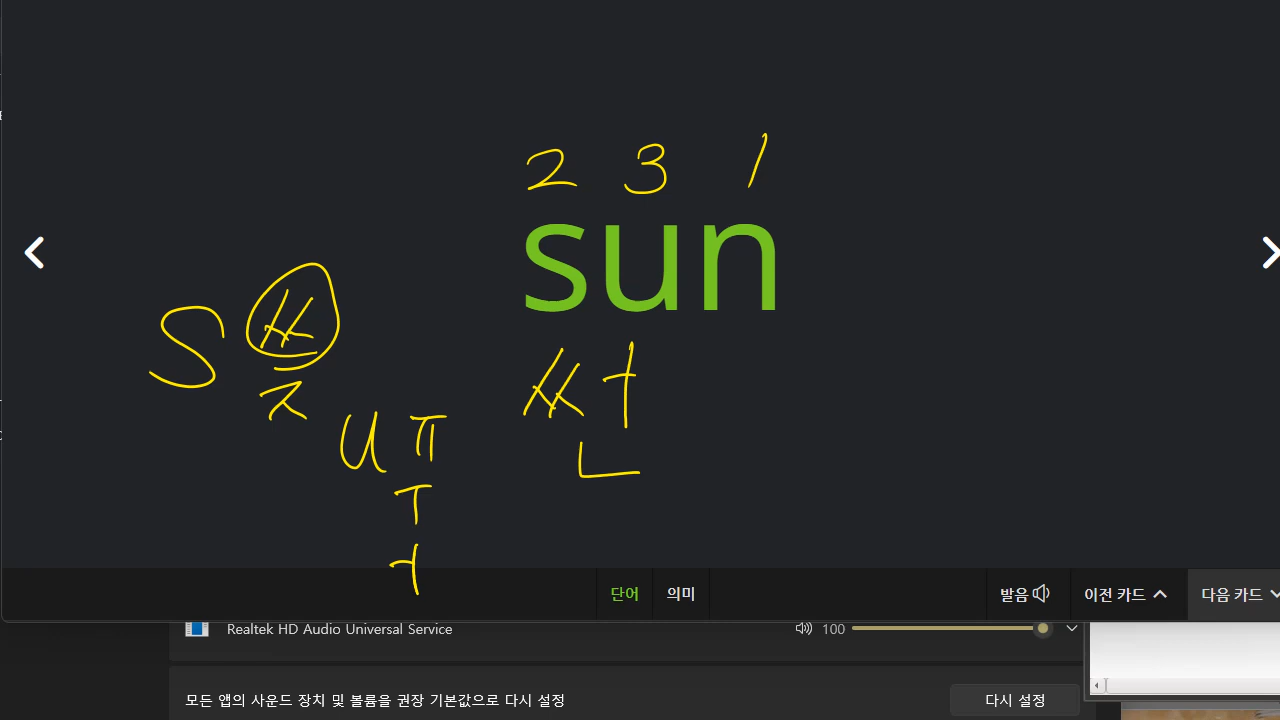 2 3 1
sun
S ㅆ
ㅈ
ㅆㅓ
ㄴ
u ㅠ
ㅜ
ㅓ
단어 의미 발음 이전 카드 다음 카드
Realtek HD Audio Universal Service 100
모든 앱의 사운드 장치 및 볼륨을 권장 기본값으로 다시 설정 다시 설정